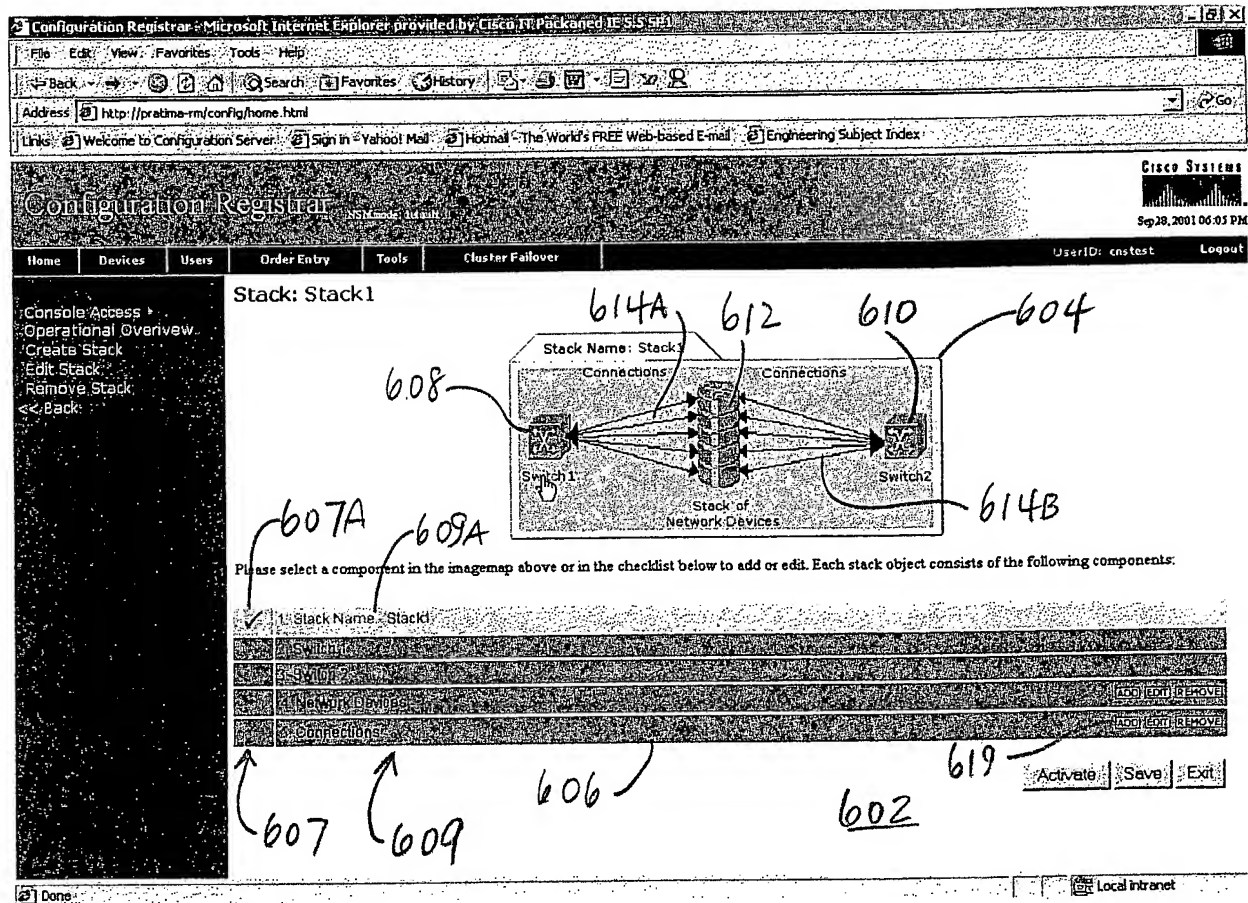 Configuration Registrar - Microsoft Internet Explorer provided by Cisco IT Packaned IE 5.5 SP1
File Edit View Favorites Tools Help
Back Search Favorites History
Address http://pratima-rm/config/home.html Go
Links Welcome to Configuration Server Sign in - Yahoo! Mail Hotmail - The World's FREE Web-based E-mail Engineering Subject Index
CISCO SYSTEMS
Configuration Registrar
Sep 28, 2001 06:05 PM
Home Devices Users Order Entry Tools Cluster Failover UserID: cnstest Logout
Console Access
Operational Overivew
Create Stack
Edit Stack
Remove Stack
<< Back
Stack: Stack1
614A 612 610 604
Stack Name: Stack1
Connections Connections
608
Switch1 Switch2
Stack of
Network Devices
614B
607A 609A
Please select a component in the imagemap above or in the checklist below to add or edit. Each stack object consists of the following components:
1. Stack Name - Stack1
2. Switch 1
3. Switch 2
4. Network Devices ADD EDIT REMOVE
5. Connections ADD EDIT REMOVE
619
Activate Save Exit
606
602
607 609
Done Local intranet